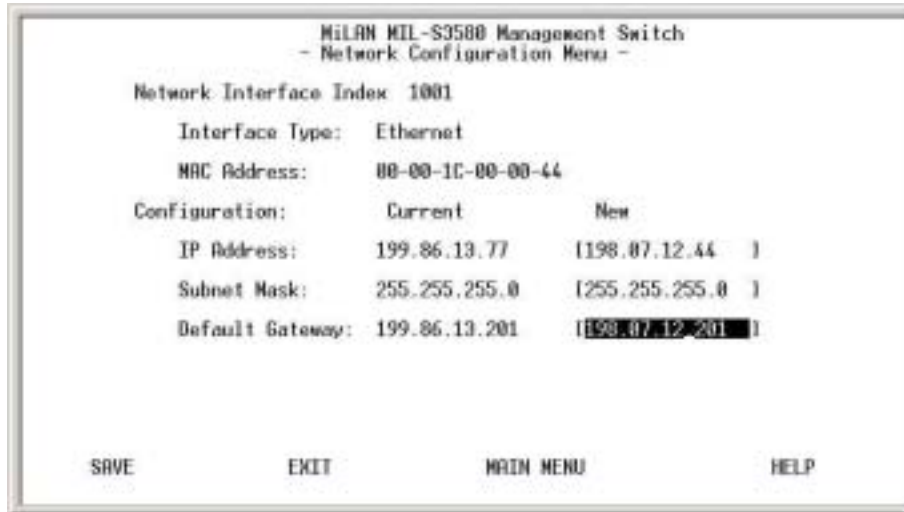 MiLAN MIL-S3580 Management Switch
- Network Configuration Menu -
Network Interface Index 1001
Interface Type: Ethernet
MAC Address: 00-00-1C-00-00-44
Configuration: Current New
IP Address: 199.86.13.77 [198.87.12.44 ]
Subnet Mask: 255.255.255.0 [255.255.255.0 ]
Default Gateway: 199.86.13.201 [198.87.12.201 ]
SAVE EXIT MAIN MENU HELP